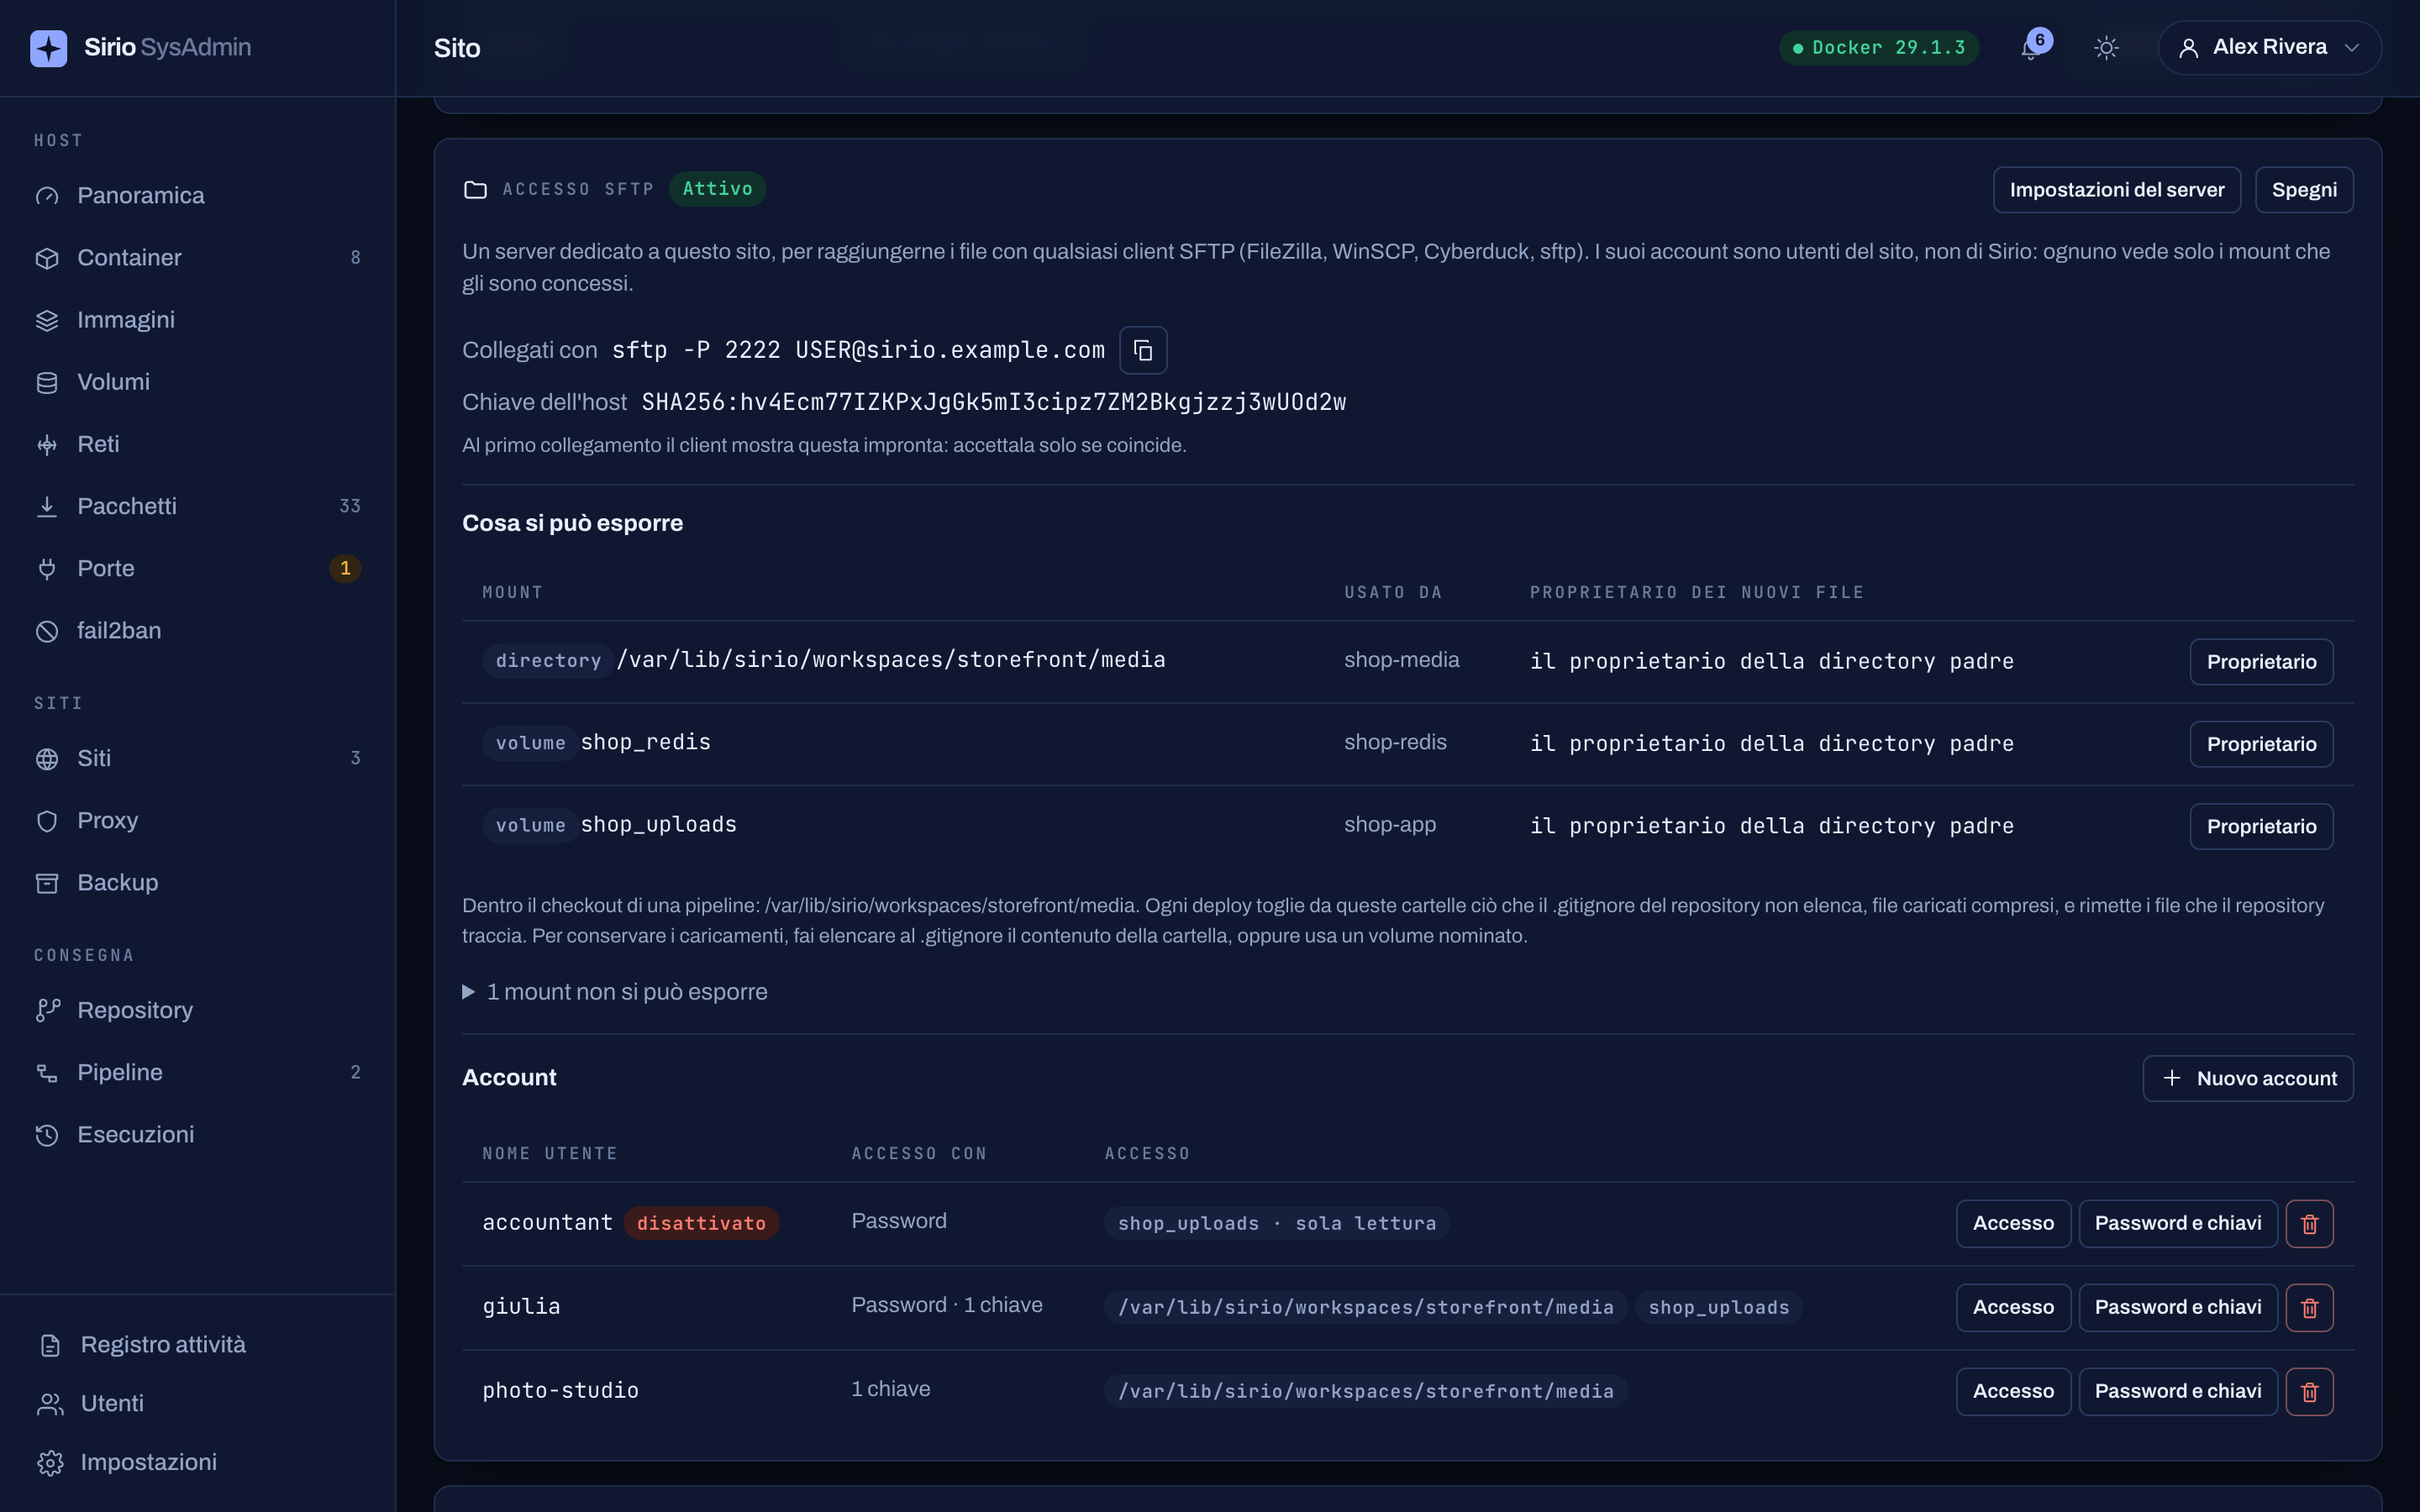 Sirio SysAdmin
Sito
Docker 29.1.3
6
Alex Rivera
HOST
Panoramica
Container 8
Immagini
Volumi
Reti
Pacchetti 33
Porte 1
fail2ban
SITI
Siti 3
Proxy
Backup
CONSEGNA
Repository
Pipeline 2
Esecuzioni
Registro attività
Utenti
Impostazioni
ACCESSO SFTP Attivo
Impostazioni del server Spegni
Un server dedicato a questo sito, per raggiungerne i file con qualsiasi client SFTP (FileZilla, WinSCP, Cyberduck, sftp). I suoi account sono utenti del sito, non di Sirio: ognuno vede solo i mount che
gli sono concessi.
Collegati con sftp -P 2222 USER@sirio.example.com
Chiave dell'host SHA256:hv4Ecm77IZKPxJgGk5mI3cipz7ZM2Bkgjzzj3wUOd2w
Al primo collegamento il client mostra questa impronta: accettala solo se coincide.
Cosa si può esporre
MOUNT USATO DA PROPRIETARIO DEI NUOVI FILE
directory /var/lib/sirio/workspaces/storefront/media shop-media il proprietario della directory padre Proprietario
volume shop_redis shop-redis il proprietario della directory padre Proprietario
volume shop_uploads shop-app il proprietario della directory padre Proprietario
Dentro il checkout di una pipeline: /var/lib/sirio/workspaces/storefront/media. Ogni deploy toglie da queste cartelle ciò che il .gitignore del repository non elenca, file caricati compresi, e rimette i file che il repository
traccia. Per conservare i caricamenti, fai elencare al .gitignore il contenuto della cartella, oppure usa un volume nominato.
1 mount non si può esporre
Account
Nuovo account
NOME UTENTE ACCESSO CON ACCESSO
accountant disattivato Password shop_uploads · sola lettura Accesso Password e chiavi
giulia Password · 1 chiave /var/lib/sirio/workspaces/storefront/media shop_uploads Accesso Password e chiavi
photo-studio 1 chiave /var/lib/sirio/workspaces/storefront/media Accesso Password e chiavi